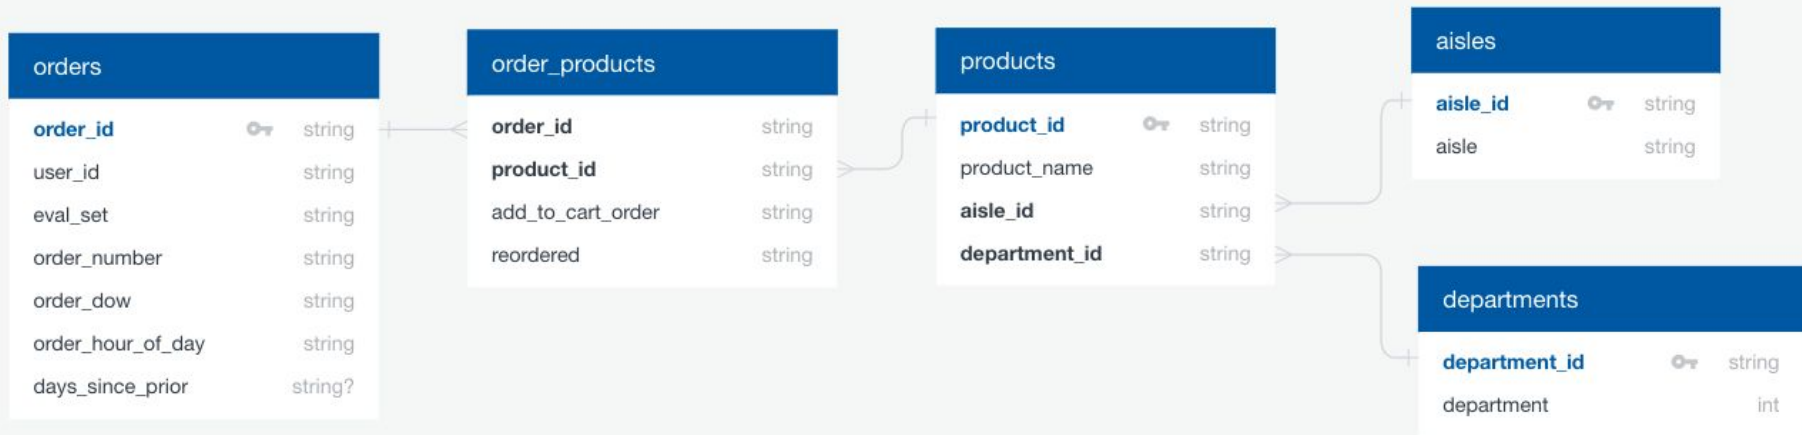 orders
order_id string
user_id string
eval_set string
order_number string
order_dow string
order_hour_of_day string
days_since_prior string?
order_products
order_id string
product_id string
add_to_cart_order string
reordered string
products
product_id string
product_name string
aisle_id string
department_id string
aisles
aisle_id string
aisle string
departments
department_id string
department int